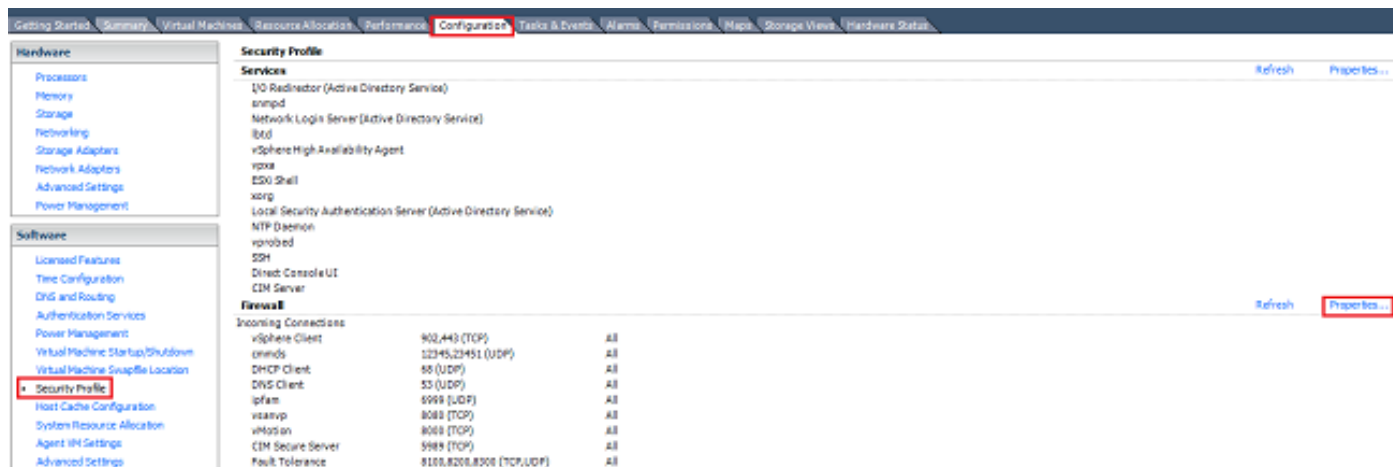 Getting Started Summary Virtual Machines Resource Allocation Performance Configuration Tasks & Events Alarms Permissions Maps Storage Views Hardware Status
Hardware
Processors
Memory
Storage
Networking
Storage Adapters
Network Adapters
Advanced Settings
Power Management
Software
Licensed Features
Time Configuration
DNS and Routing
Authentication Services
Power Management
Virtual Machine Startup/Shutdown
Virtual Machine Swapfile Location
Security Profile
Host Cache Configuration
System Resource Allocation
Agent VM Settings
Advanced Settings
Security Profile
Services Refresh Properties...
I/O Redirector (Active Directory Service)
snmpd
Network Login Server (Active Directory Service)
lbtd
vSphere High Availability Agent
vpxa
ESXi Shell
xorg
Local Security Authentication Server (Active Directory Service)
NTP Daemon
vprobed
SSH
Direct Console UI
CIM Server
Firewall Refresh Properties...
Incoming Connections
vSphere Client 902,443 (TCP) All
cmmds 12345,23451 (UDP) All
DHCP Client 68 (UDP) All
DNS Client 53 (UDP) All
ipfam 6999 (UDP) All
vsanvp 8080 (TCP) All
vMotion 8000 (TCP) All
CIM Secure Server 5989 (TCP) All
Fault Tolerance 8100,8200,8300 (TCP,UDP) All